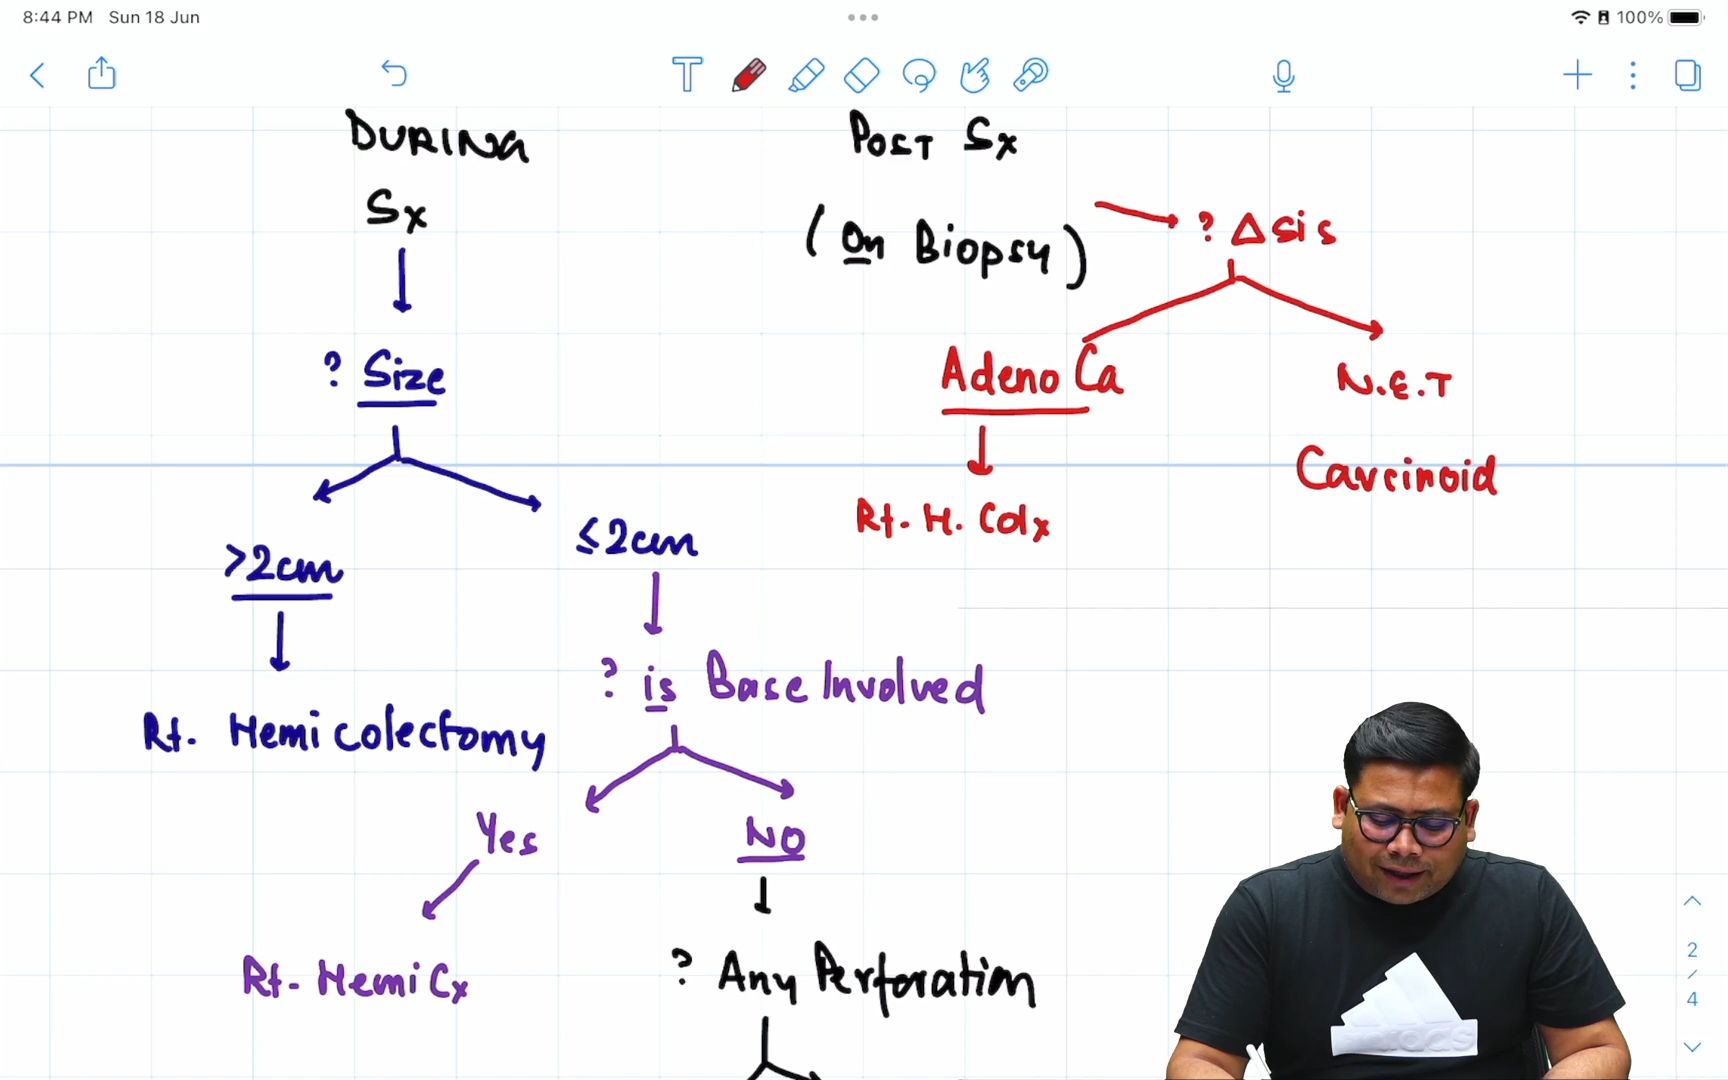 8:44 PM Sun 18 Jun
100%
DURING
Sx
? Size
>2cm
≤2cm
Rt. Hemicolectomy
? is Base Involved
Yes
NO
Rt. Hemi Cx
? Any Perforation
Post Sx
(On Biopsy)
? Δsis
Adeno Ca
N.E.T
Carcinoid
Rt. H. Colx
2
/
4